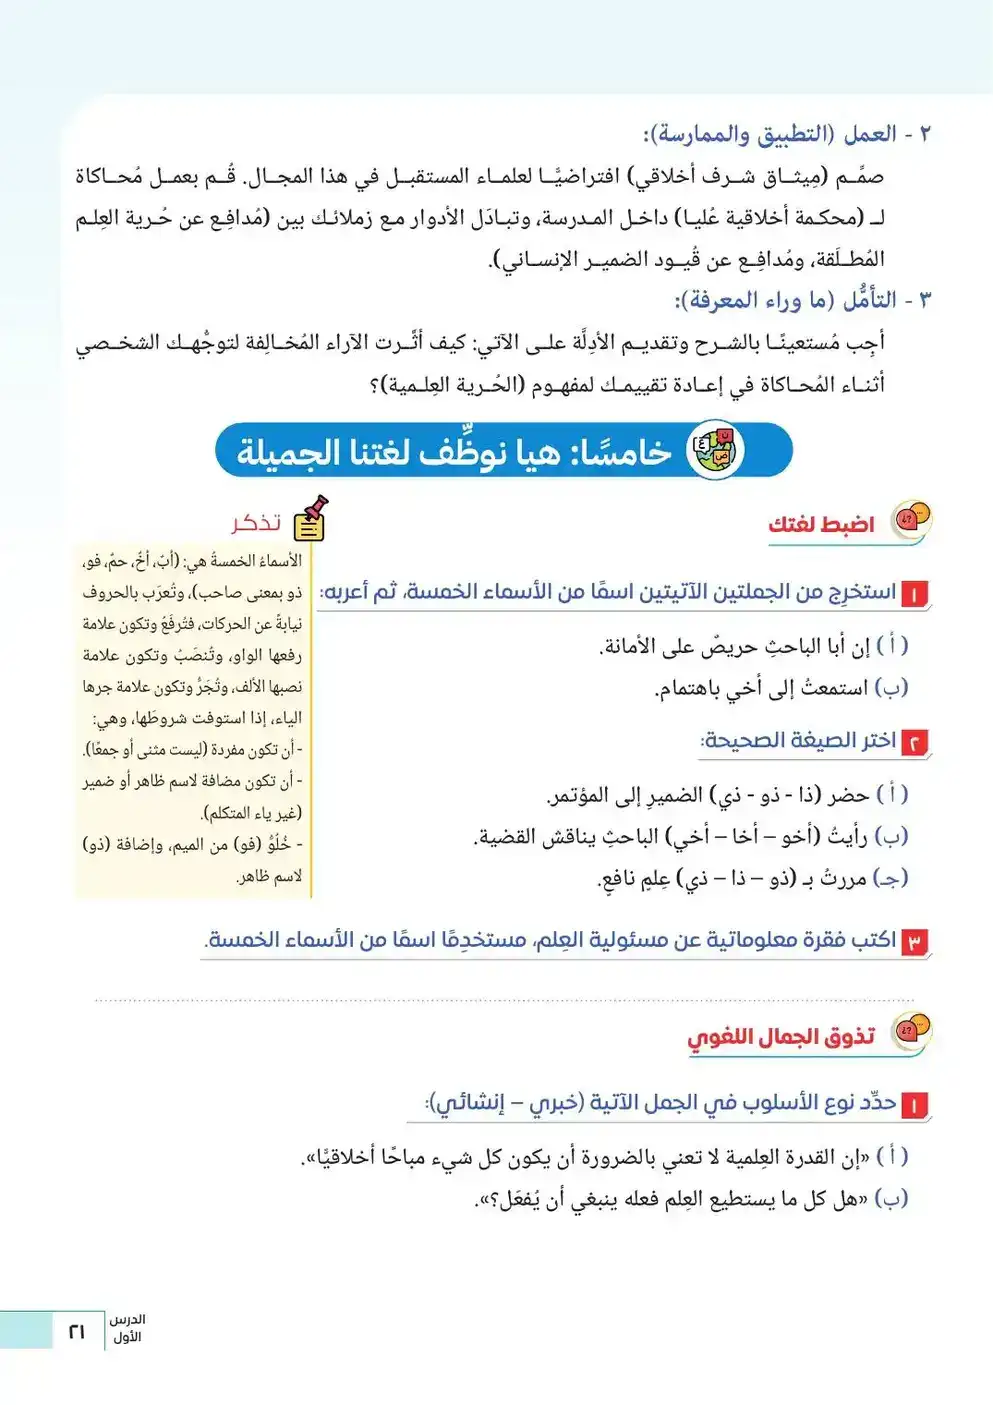 ٢ - العمل (التطبيق والممارسة):
صمِّم (مِيثاق شرف أخلاقي) افتراضيًّا لعلماء المستقبل في هذا المجال. قُم بعمل مُحاكاة
لـ (محكمة أخلاقية عُليا) داخل المدرسة، وتبادَل الأدوار مع زملائك بين (مُدافِع عن حُرية العِلم
المُطلَقة، ومُدافِع عن قُيود الضمير الإنساني).
٣ - التأمُّل (ما وراء المعرفة):
أجِب مُستعينًا بالشرح وتقديم الأدِلَّة على الآتي: كيف أثَّرت الآراء المُخالِفة لتوجُّهك الشخصي
أثناء المُحاكاة في إعادة تقييمك لمفهوم (الحُرية العِلمية)؟
خامسًا: هيا نوظِّف لغتنا الجميلة
اضبط لغتك
١ استخرِج من الجملتين الآتيتين اسمًا من الأسماء الخمسة، ثم أعربه:
(أ) إن أبا الباحثِ حريصٌ على الأمانة.
(ب) استمعتُ إلى أخي باهتمام.
٢ اختر الصيغة الصحيحة:
(أ) حضر (ذا - ذو - ذي) الضميرِ إلى المؤتمر.
(ب) رأيتُ (أخو – أخا – أخي) الباحثِ يناقش القضية.
(جـ) مررتُ بـ (ذو – ذا – ذي) عِلمٍ نافعٍ.
تذكر
الأسماءُ الخمسةُ هي: (أبٌ، أخٌ، حمٌ، فو،
ذو بمعنى صاحب)، وتُعرَب بالحروف
نيابةً عن الحركات، فتُرفَعُ وتكون علامة
رفعها الواو، وتُنصَبُ وتكون علامة
نصبها الألف، وتُجَرُّ وتكون علامة جرها
الياء، إذا استوفت شروطَها، وهي:
- أن تكون مفردة (ليست مثنى أو جمعًا).
- أن تكون مضافة لاسم ظاهر أو ضمير
(غير ياء المتكلم).
- خُلُوُّ (فو) من الميم، وإضافة (ذو)
لاسم ظاهر.
٣ اكتب فقرة معلوماتية عن مسئولية العِلم، مستخدِمًا اسمًا من الأسماء الخمسة.
تذوق الجمال اللغوي
١ حدِّد نوع الأسلوب في الجمل الآتية (خبري – إنشائي):
(أ) «إن القدرة العِلمية لا تعني بالضرورة أن يكون كل شيء مباحًا أخلاقيًّا».
(ب) «هل كل ما يستطيع العِلم فعله ينبغي أن يُفعَل؟».
الدرس
الأول
٢١